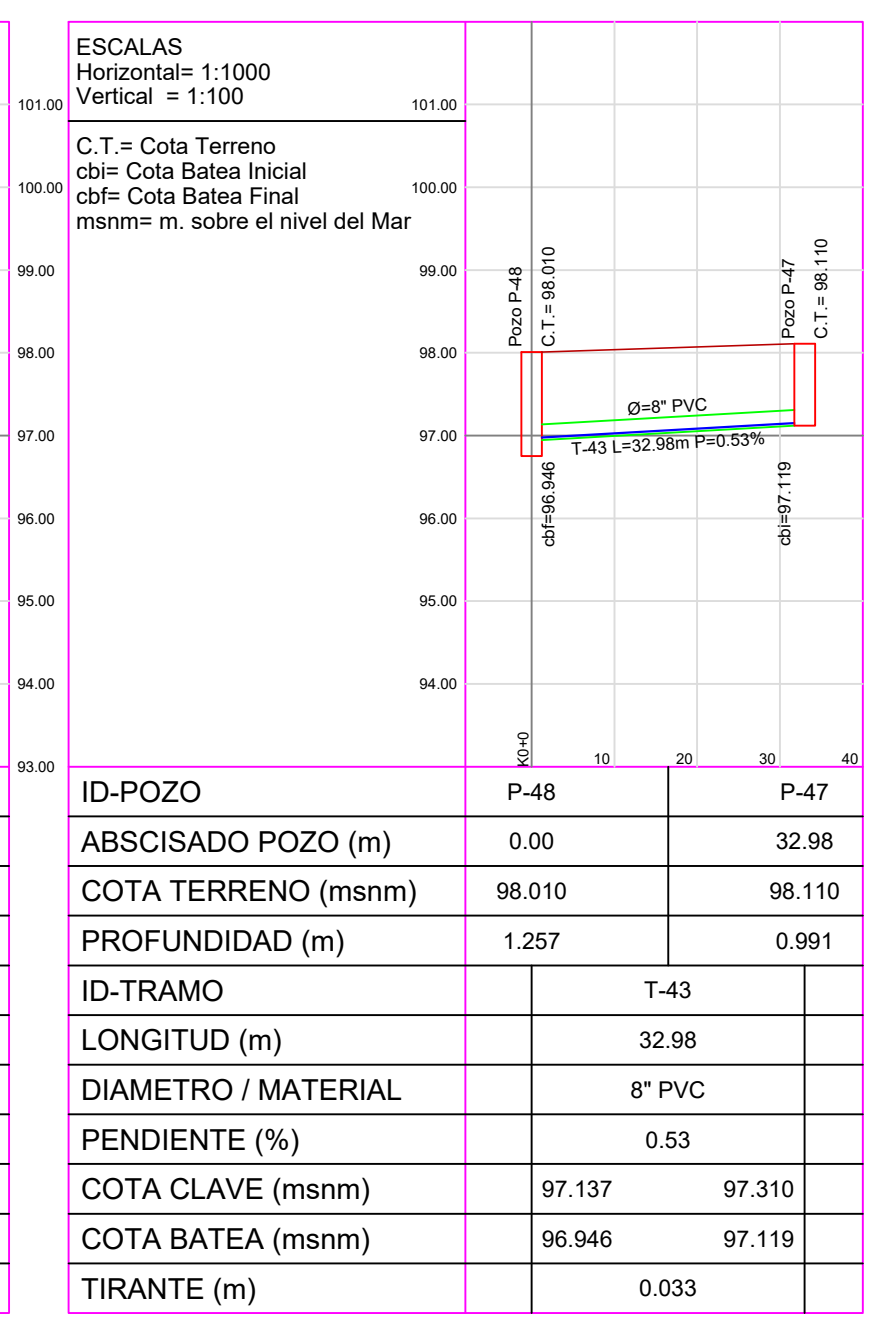 ESCALAS
Horizontal= 1:1000
Vertical = 1:100
101.00
101.00
C.T.= Cota Terreno
cbi= Cota Batea Inicial
cbf= Cota Batea Final
msnm= m. sobre el nivel del Mar
100.00
100.00
99.00
99.00
98.00
98.00
97.00
97.00
96.00
96.00
95.00
95.00
94.00
94.00
93.00
Pozo P-48
C.T.= 98.010
Pozo P-47
C.T.= 98.110
Ø=8" PVC
T-43 L=32.98m P=0.53%
cbf=96.946
cbi=97.119
K0+0
10 20 30 40
ID-POZO P-48 P-47
ABSCISADO POZO (m) 0.00 32.98
COTA TERRENO (msnm) 98.010 98.110
PROFUNDIDAD (m) 1.257 0.991
ID-TRAMO T-43
LONGITUD (m) 32.98
DIAMETRO / MATERIAL 8" PVC
PENDIENTE (%) 0.53
COTA CLAVE (msnm) 97.137 97.310
COTA BATEA (msnm) 96.946 97.119
TIRANTE (m) 0.033